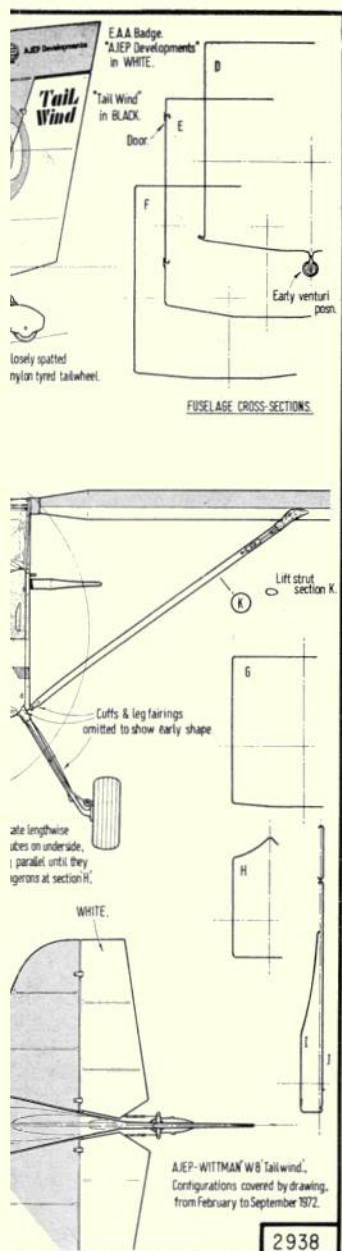 AJEP Developments
E.A.A Badge.
"AJEP Developments"
in WHITE.
Tail
Wind
"Tail Wind"
in BLACK.
Door.
D
E
F
Early venturi
posn.
losely spatted
nylon tyred tailwheel.
FUSELAGE CROSS-SECTIONS.
K
Lift strut
section K.
G
Cuffs & leg fairings
omitted to show early shape
ate lengthwise
ubes on underside,
parallel until they
ngerons at section 'H',
H
WHITE.
I
J
AJEP-WITTMAN 'W8 'Tailwind'.,
Configurations covered by drawing,
from February to September 1972.
2938